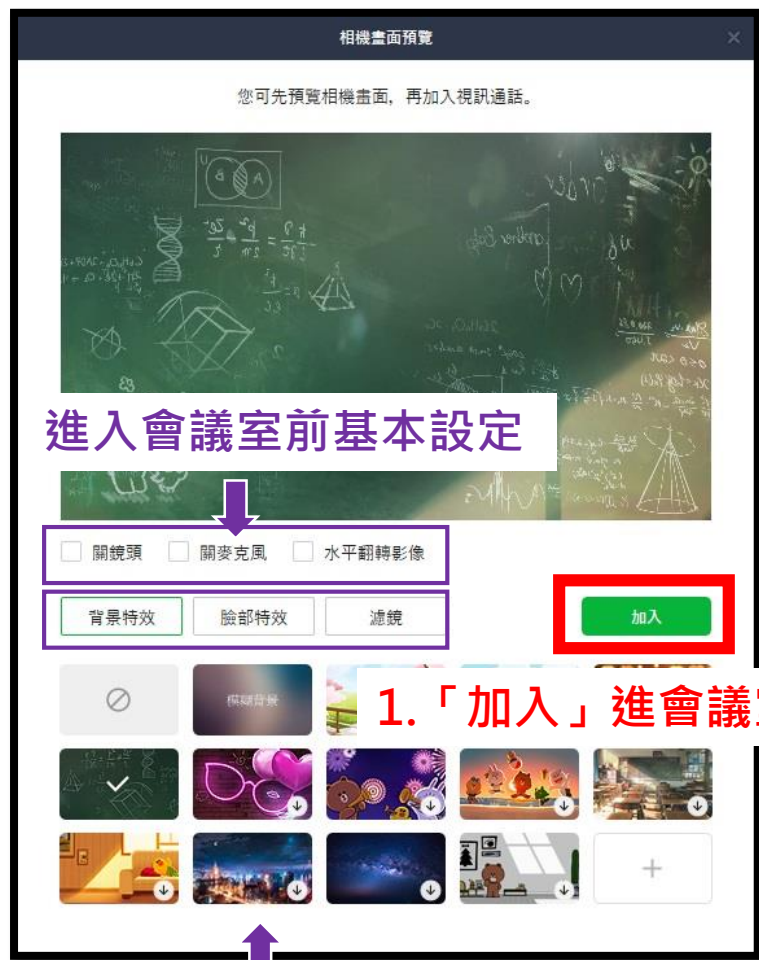 相機畫面預覽
您可先預覽相機畫面，再加入視訊通話。
進入會議室前基本設定
關鏡頭 關麥克風 水平翻轉影像
背景特效 臉部特效 濾鏡 加入
模糊背景
1.「加入」進會議